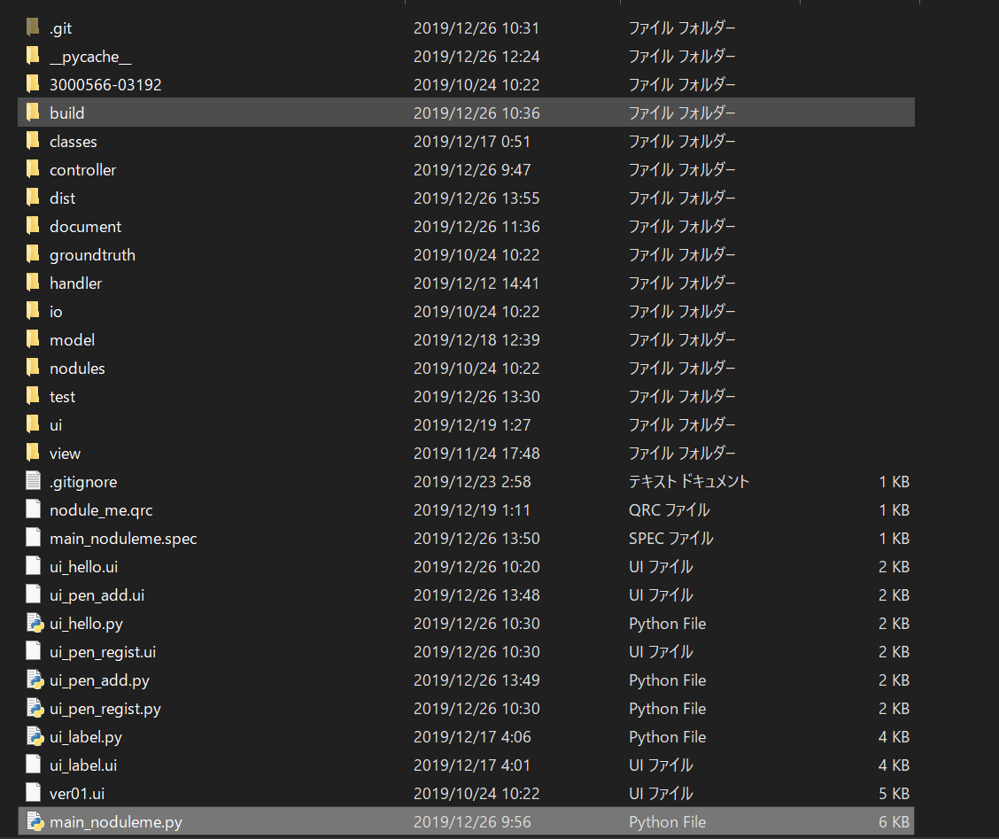 .git 2019/12/26 10:31 ファイル フォルダー
__pycache__ 2019/12/26 12:24 ファイル フォルダー
3000566-03192 2019/10/24 10:22 ファイル フォルダー
build 2019/12/26 10:36 ファイル フォルダー
classes 2019/12/17 0:51 ファイル フォルダー
controller 2019/12/26 9:47 ファイル フォルダー
dist 2019/12/26 13:55 ファイル フォルダー
document 2019/12/26 11:36 ファイル フォルダー
groundtruth 2019/10/24 10:22 ファイル フォルダー
handler 2019/12/12 14:41 ファイル フォルダー
io 2019/10/24 10:22 ファイル フォルダー
model 2019/12/18 12:39 ファイル フォルダー
nodules 2019/10/24 10:22 ファイル フォルダー
test 2019/12/26 13:30 ファイル フォルダー
ui 2019/12/19 1:27 ファイル フォルダー
view 2019/11/24 17:48 ファイル フォルダー
.gitignore 2019/12/23 2:58 テキスト ドキュメント 1 KB
nodule_me.qrc 2019/12/19 1:11 QRC ファイル 1 KB
main_noduleme.spec 2019/12/26 13:50 SPEC ファイル 1 KB
ui_hello.ui 2019/12/26 10:20 UI ファイル 2 KB
ui_pen_add.ui 2019/12/26 13:48 UI ファイル 2 KB
ui_hello.py 2019/12/26 10:30 Python File 2 KB
ui_pen_regist.ui 2019/12/26 10:30 UI ファイル 2 KB
ui_pen_add.py 2019/12/26 13:49 Python File 2 KB
ui_pen_regist.py 2019/12/26 10:30 Python File 2 KB
ui_label.py 2019/12/17 4:06 Python File 4 KB
ui_label.ui 2019/12/17 4:01 UI ファイル 4 KB
ver01.ui 2019/10/24 10:22 UI ファイル 5 KB
main_noduleme.py 2019/12/26 9:56 Python File 6 KB